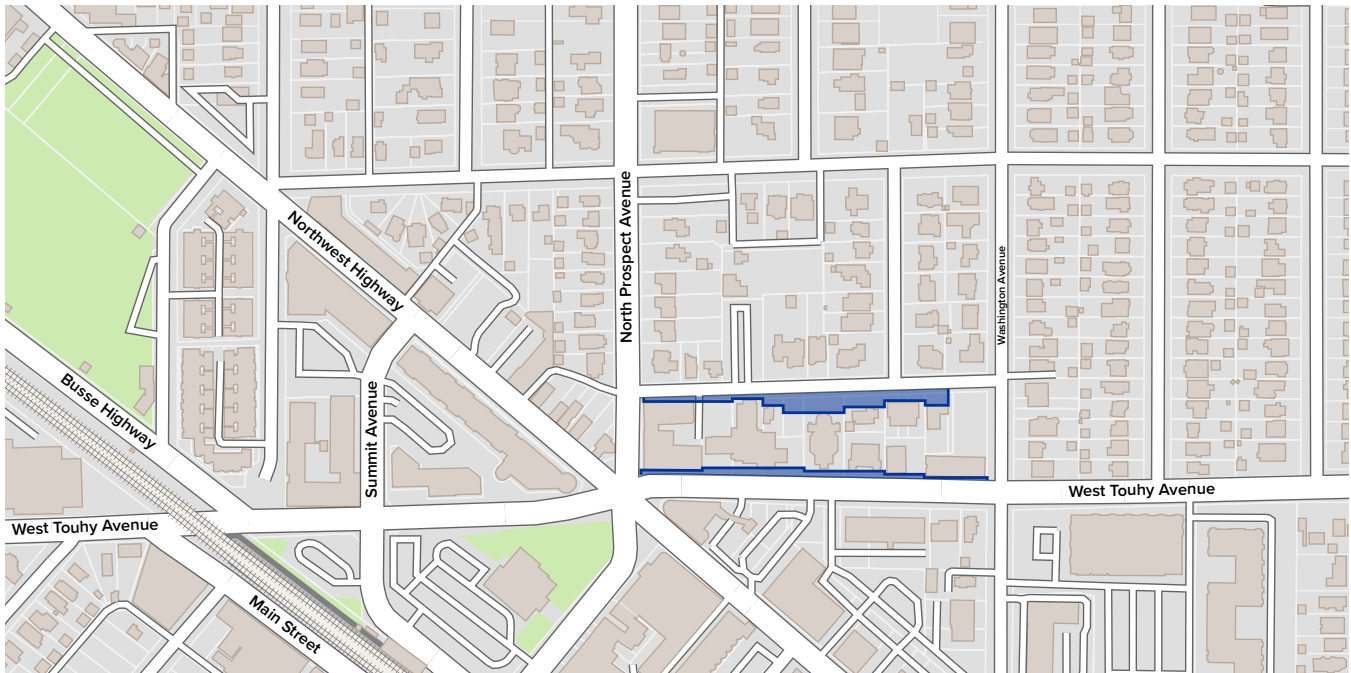 Northwest Highway
North Prospect Avenue
Washington Avenue
Busse Highway
Summit Avenue
West Touhy Avenue
West Touhy Avenue
Main Street